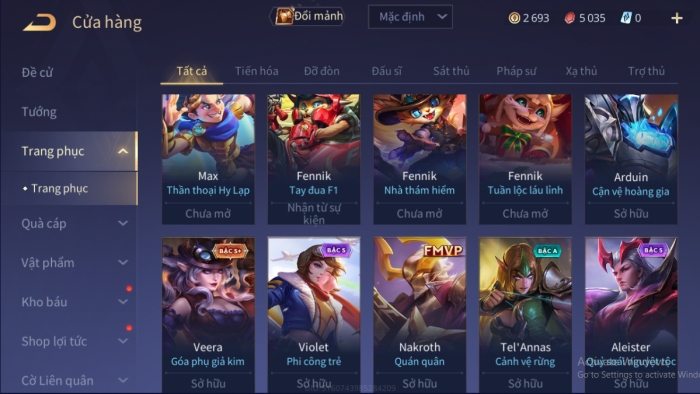 Cửa hàng
Đổi mảnh
Mặc định
2 693
5 035
0
Đề cử
Tướng
Trang phục
• Trang phục
Quà cáp
Vật phẩm
Kho báu
Shop lợi tức
Cờ Liên quân
Tất cả
Tiến hóa
Đỡ đòn
Đấu sĩ
Sát thủ
Pháp sư
Xạ thủ
Trợ thủ
Max
Thần thoại Hy Lạp
Chưa mở
Fennik
Tay đua F1
Nhận từ sự
kiện
Fennik
Nhà thám hiểm
Chưa mở
Fennik
Tuần lộc láu lỉnh
Chưa mở
Arduin
Cận vệ hoàng gia
Sở hữu
BẬC S+
Veera
Góa phụ giả kim
Sở hữu
BẬC S
Violet
Phi công trẻ
Sở hữu
FMVP
Nakroth
Quán quân
Sở hữu
BẬC A
Tel'Annas
Cảnh vệ rừng
Sở hữu
BẬC S
Aleister
Quỷ soái nguyệt tộc
Sở hữu
Activate Windows
Go to Settings to activate Wind